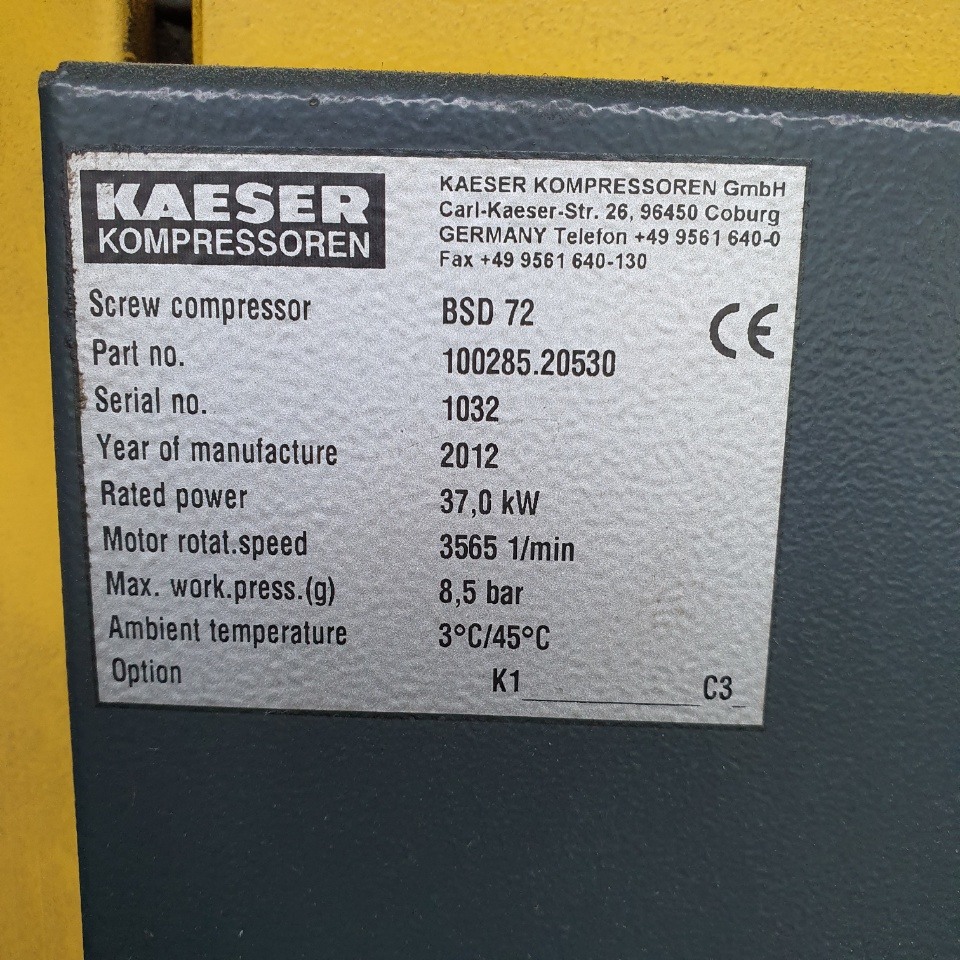 KAESER
KOMPRESSOREN
KAESER KOMPRESSOREN GmbH
Carl-Kaeser-Str. 26, 96450 Coburg
GERMANY Telefon +49 9561 640-0
Fax +49 9561 640-130
CE
Screw compressor BSD 72
Part no. 100285.20530
Serial no. 1032
Year of manufacture 2012
Rated power 37,0 kW
Motor rotat.speed 3565 1/min
Max. work.press.(g) 8,5 bar
Ambient temperature 3°C/45°C
Option K1 C3